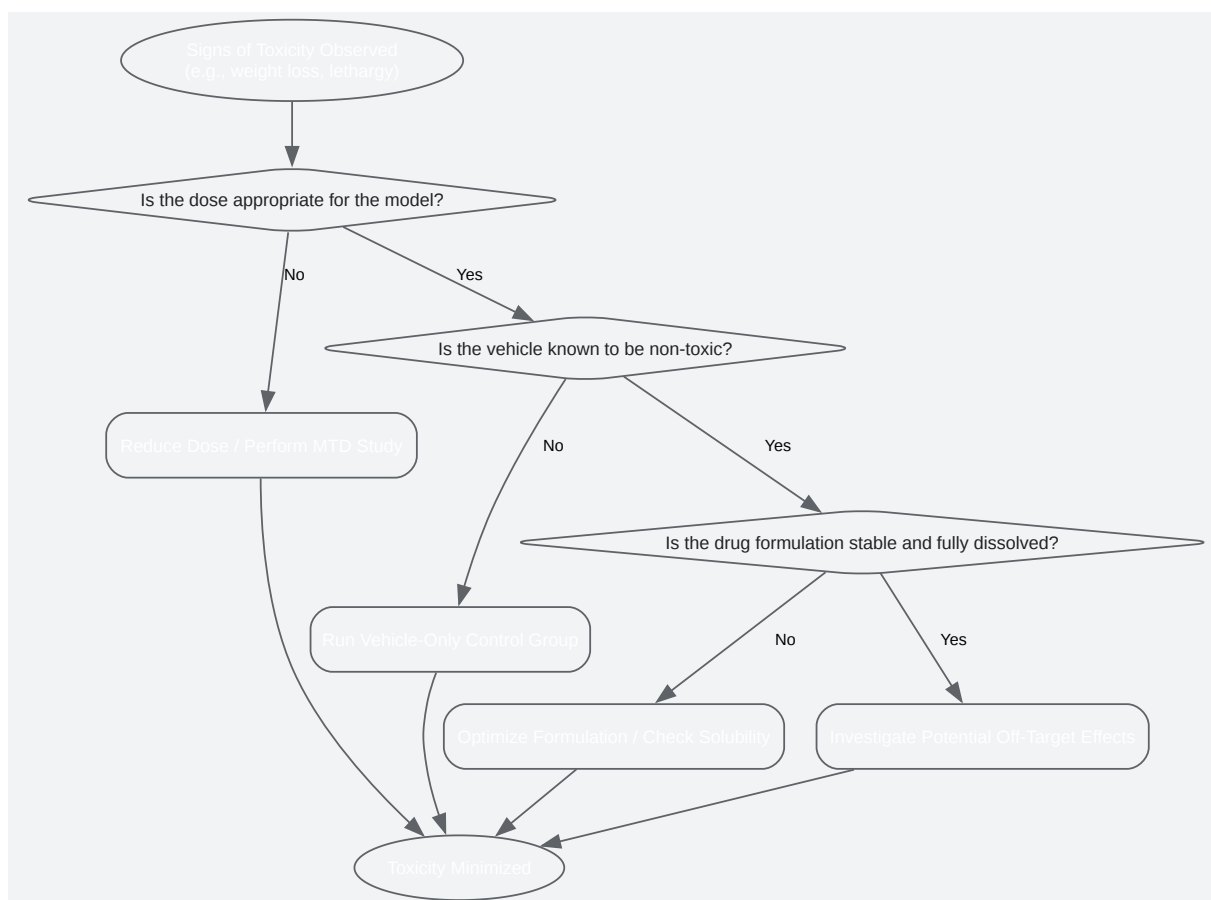 Signs of Toxicity Observed
(e.g., weight loss, lethargy)
Is the dose appropriate for the model?
No
Yes
Is the vehicle known to be non-toxic?
Reduce Dose / Perform MTD Study
No
Yes
Is the drug formulation stable and fully dissolved?
Run Vehicle-Only Control Group
No
Yes
Optimize Formulation / Check Solubility
Investigate Potential Off-Target Effects
Toxicity Minimized